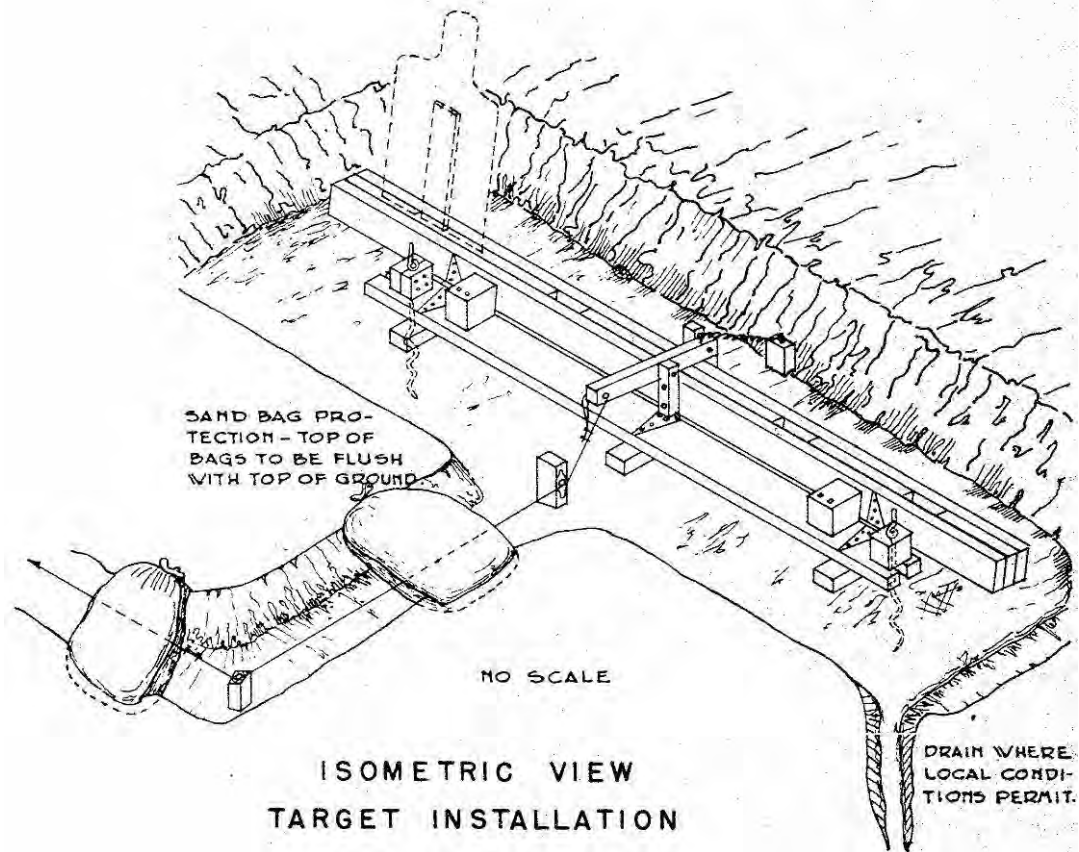 SAND BAG PRO-
TECTION - TOP OF
BAGS TO BE FLUSH
WITH TOP OF GROUND
NO SCALE
DRAIN WHERE
LOCAL CONDI-
TIONS PERMIT.
ISOMETRIC VIEW
TARGET INSTALLATION